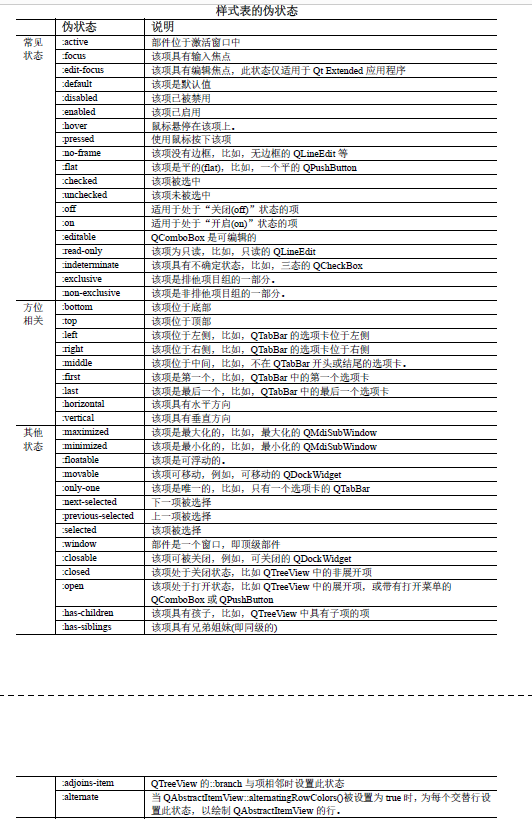 样式表的伪状态
伪状态 说明
常见状态 :active 部件位于激活窗口中
:focus 该项具有输入焦点
:edit-focus 该项具有编辑焦点，此状态仅适用于 Qt Extended 应用程序
:default 该项是默认值
:disabled 该项已被禁用
:enabled 该项已启用
:hover 鼠标悬停在该项上。
:pressed 使用鼠标按下该项
:no-frame 该项没有边框，比如，无边框的 QLineEdit 等
:flat 该项是平的(flat)，比如，一个平的 QPushButton
:checked 该项被选中
:unchecked 该项未被选中
:off 适用于处于“关闭(off)”状态的项
:on 适用于处于“开启(on)”状态的项
:editable QComboBox 是可编辑的
:read-only 该项为只读，比如，只读的 QLineEdit
:indeterminate 该项具有不确定状态，比如，三态的 QCheckBox
:exclusive 该项是排他项目组的一部分。
:non-exclusive 该项是非排他项目组的一部分。
方位相关 :bottom 该项位于底部
:top 该项位于顶部
:left 该项位于左侧，比如，QTabBar 的选项卡位于左侧
:right 该项位于右侧，比如，QTabBar 的选项卡位于右侧
:middle 该项位于中间，比如，不在 QTabBar 开头或结尾的选项卡。
:first 该项是第一个，比如，QTabBar 中的第一个选项卡
:last 该项是最后一个，比如，QTabBar 中的最后一个选项卡
:horizontal 该项具有水平方向
:vertical 该项具有垂直方向
其他状态 :maximized 该项是最大化的，比如，最大化的 QMdiSubWindow
:minimized 该项是最小化的，比如，最小化的 QMdiSubWindow
:floatable 该项是可浮动的。
:movable 该项可移动，例如，可移动的 QDockWidget
:only-one 该项是唯一的，比如，只有一个选项卡的 QTabBar
:next-selected 下一项被选择
:previous-selected 上一项被选择
:selected 该项被选择
:window 部件是一个窗口，即顶级部件
:closable 该项可被关闭，例如，可关闭的 QDockWidget
:closed 该项处于关闭状态，比如 QTreeView 中的非展开项
:open 该项处于打开状态，比如 QTreeView 中的展开项，或带有打开菜单的
QComboBox 或 QPushButton
:has-children 该项具有孩子，比如，QTreeView 中具有子项的项
:has-siblings 该项具有兄弟姐妹(即同级的)
:adjoins-item QTreeView 的::branch 与项相邻时设置此状态
:alternate 当 QAbstractItemView::alternatingRowColors()被设置为 true 时，为每个交替行设
置此状态，以绘制 QAbstractItemView 的行。